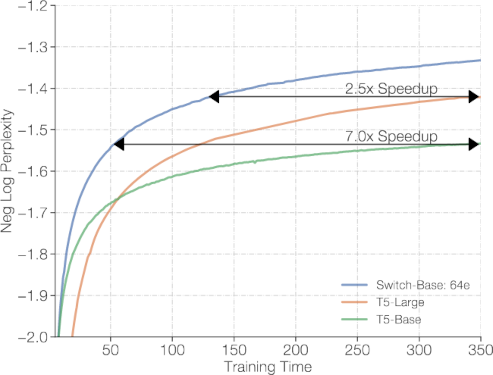 -1.2
-1.3
-1.4
-1.5
-1.6
-1.7
-1.8
-1.9
-2.0
Neg Log Perplexity
2.5x Speedup
7.0x Speedup
Switch-Base: 64e
T5-Large
T5-Base
50 100 150 200 250 300 350
Training Time